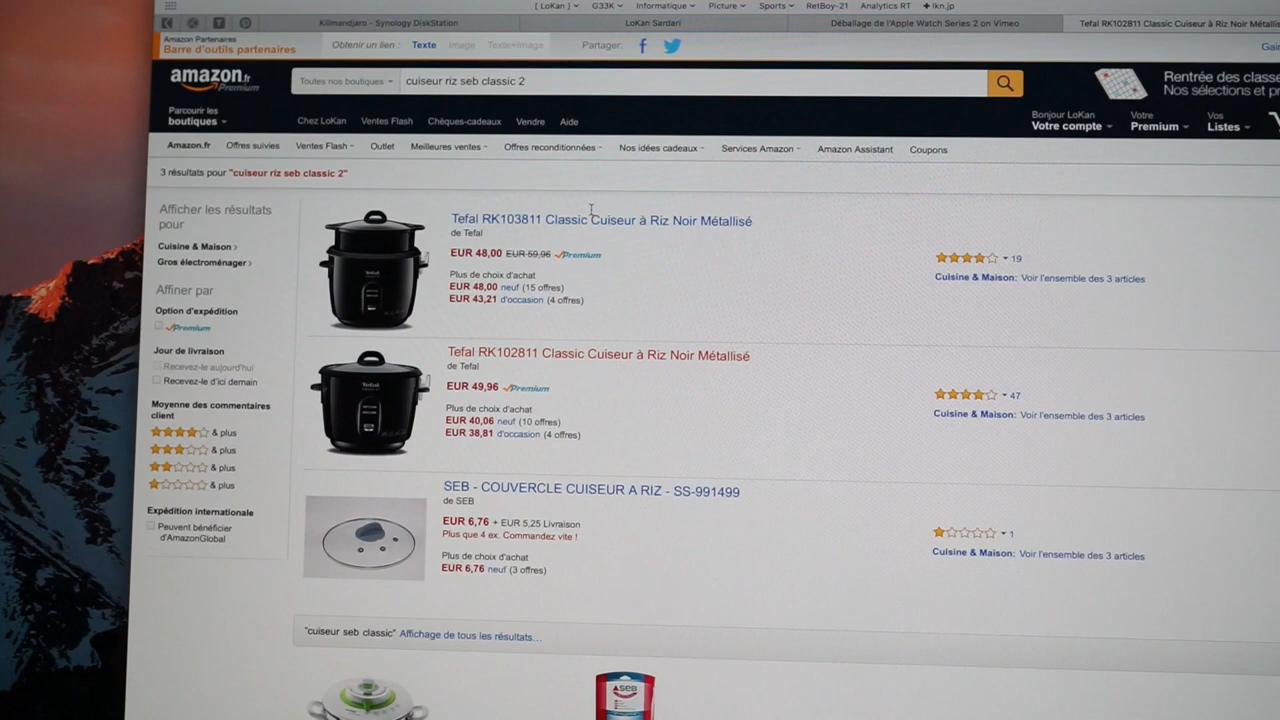 [ LoKan ] G33K Informatique Picture Sports RetBoy-21 Analytics RT + lkn.jp
Kilimandjaro - Synology DiskStation LoKan Sardari Déballage de l'Apple Watch Series 2 on Vimeo Tefal RK102811 Classic Cuiseur à Riz Noir Métallis
Amazon Partenaires
Barre d'outils partenaires
Obtenir un lien : Texte Image Texte+Image Partager:
amazon.fr
Premium
Toutes nos boutiques
cuiseur riz seb classic 2
Rentrée des classe
Nos sélections et pr
Parcourir les
boutiques
Chez LoKan Ventes Flash Chèques-cadeaux Vendre Aide
Bonjour LoKan
Votre compte
Votre
Premium
Vos
Listes
Amazon.fr Offres suivies Ventes Flash Outlet Meilleures ventes Offres reconditionnées Nos idées cadeaux Services Amazon Amazon Assistant Coupons
3 résultats pour "cuiseur riz seb classic 2"
Afficher les résultats
pour
Cuisine & Maison ›
Gros électroménager ›
Affiner par
Option d'expédition
Premium
Jour de livraison
Recevez-le aujourd'hui
Recevez-le d'ici demain
Moyenne des commentaires
client
& plus
& plus
& plus
& plus
Expédition internationale
Peuvent bénéficier
d'AmazonGlobal
Tefal RK103811 Classic Cuiseur à Riz Noir Métallisé
de Tefal
EUR 48,00 EUR 59,96 Premium
Plus de choix d'achat
EUR 48,00 neuf (15 offres)
EUR 43,21 d'occasion (4 offres)
19
Cuisine & Maison: Voir l'ensemble des 3 articles
Tefal RK102811 Classic Cuiseur à Riz Noir Métallisé
de Tefal
EUR 49,96 Premium
Plus de choix d'achat
EUR 40,06 neuf (10 offres)
EUR 38,81 d'occasion (4 offres)
47
Cuisine & Maison: Voir l'ensemble des 3 articles
Tefal
SEB - COUVERCLE CUISEUR A RIZ - SS-991499
de SEB
EUR 6,76 + EUR 5,25 Livraison
Plus que 4 ex. Commandez vite !
Plus de choix d'achat
EUR 6,76 neuf (3 offres)
1
Cuisine & Maison: Voir l'ensemble des 3 articles
"cuiseur seb classic" Affichage de tous les résultats...
SEB